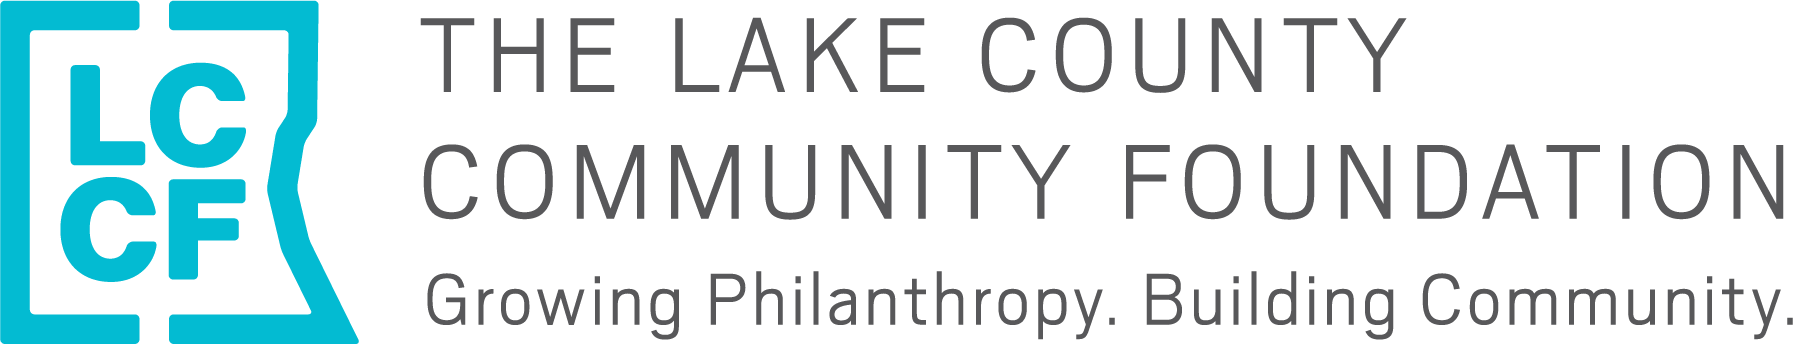 LC
CF
THE LAKE COUNTY
COMMUNITY FOUNDATION
Growing Philanthropy. Building Community.